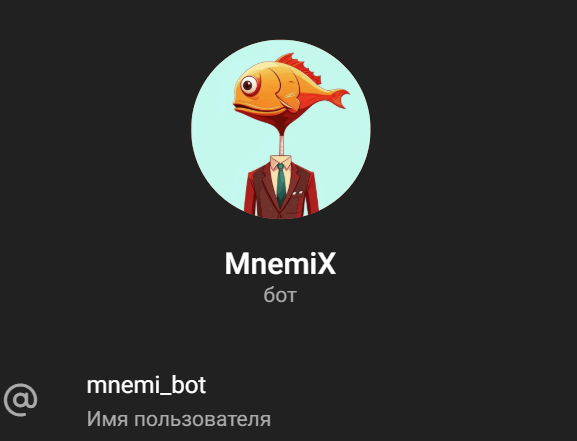 MnemiX
бот
mnemi_bot
Имя пользователя